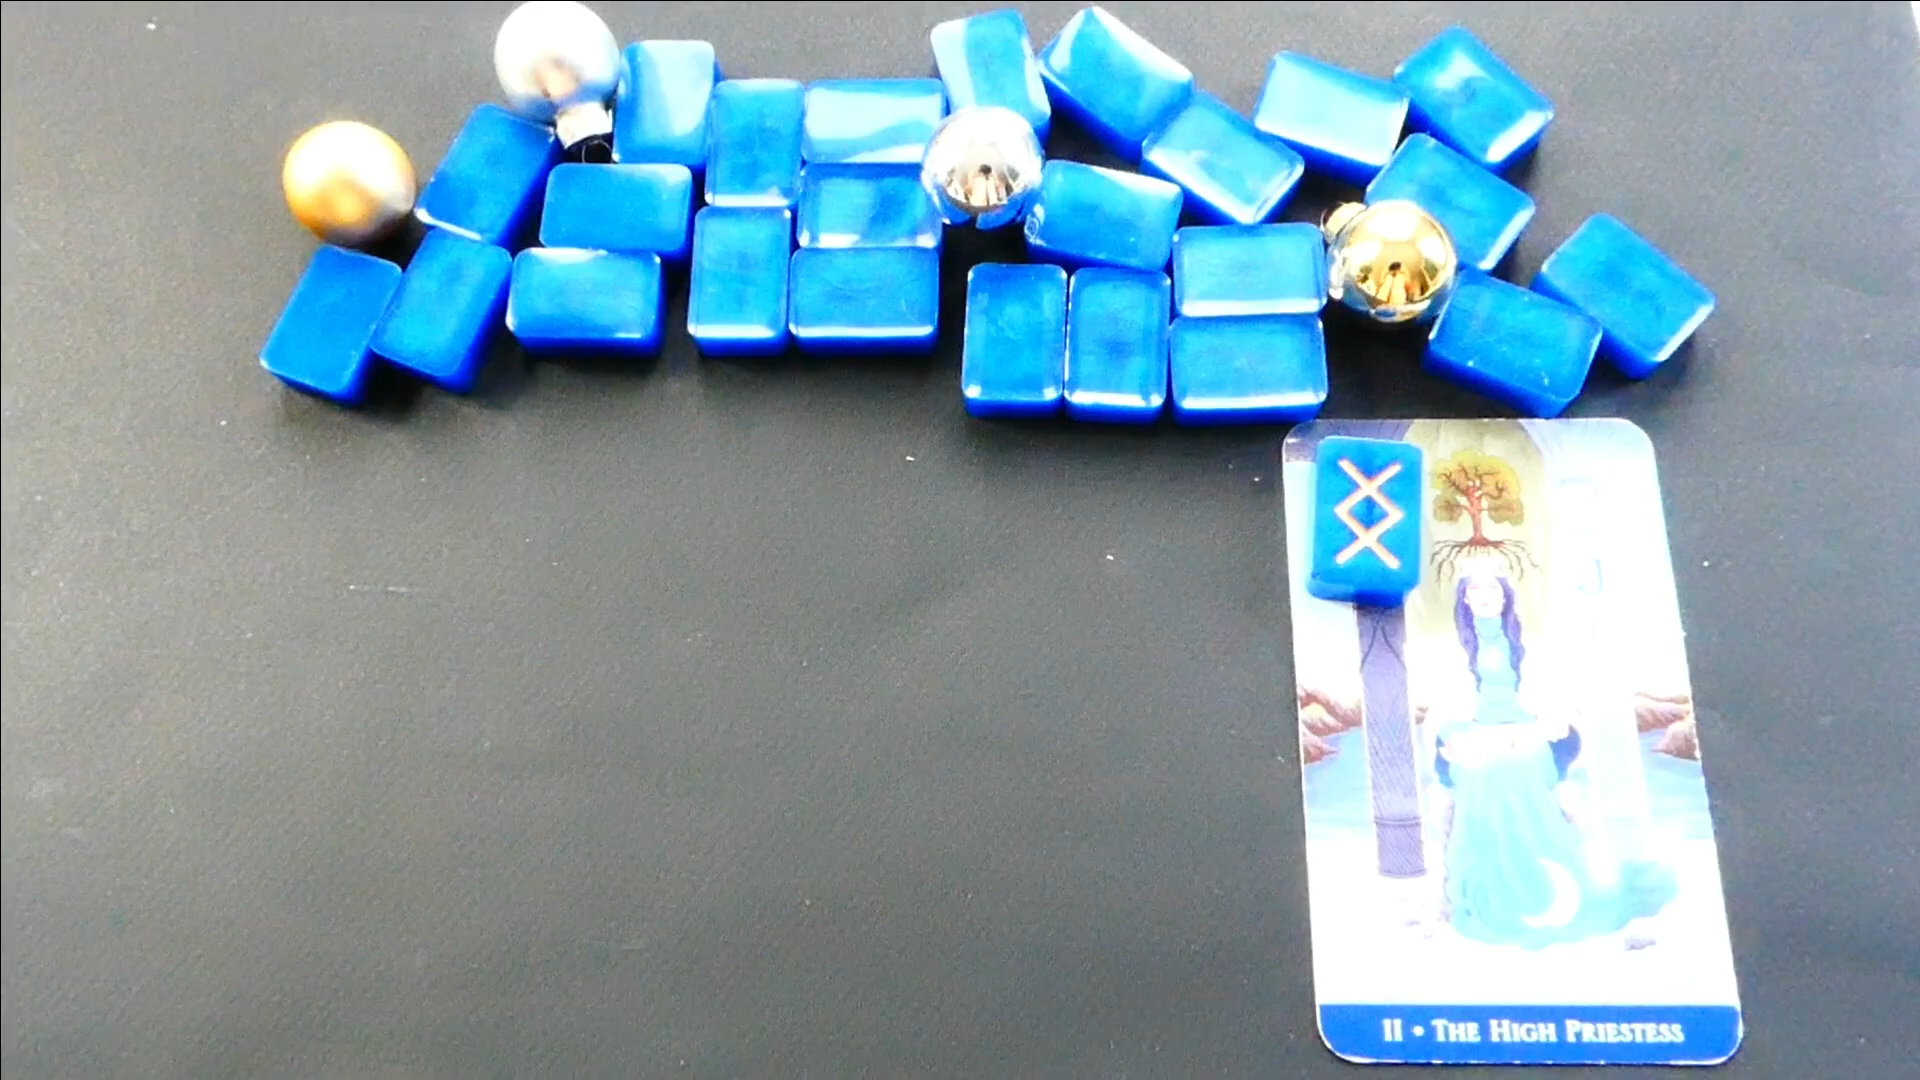 ᛝ
II • THE HIGH PRIESTESS